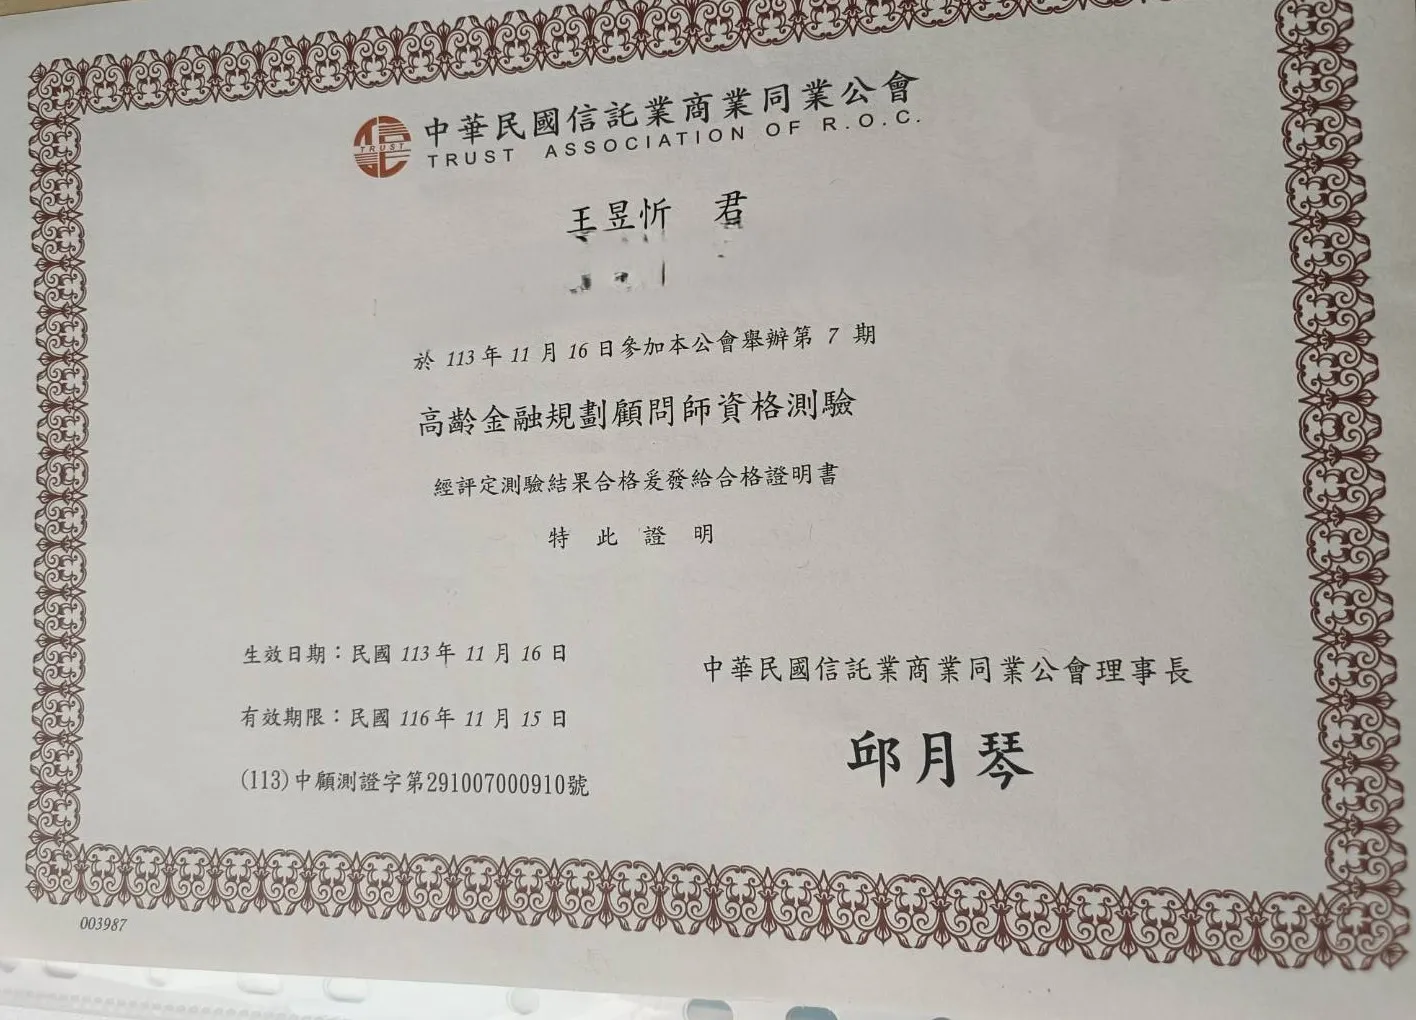 中華民國信託業商業同業公會
TRUST ASSOCIATION OF R.O.C.
TRUST
王昱忻 君
於 113 年 11 月 16 日參加本公會舉辦第 7 期
高齡金融規劃顧問師資格測驗
經評定測驗結果合格爰發給合格證明書
特 此 證 明
生效日期：民國 113 年 11 月 16 日
有效期限：民國 116 年 11 月 15 日
(113)中顧測證字第291007000910號
中華民國信託業商業同業公會理事長
邱月琴
003987